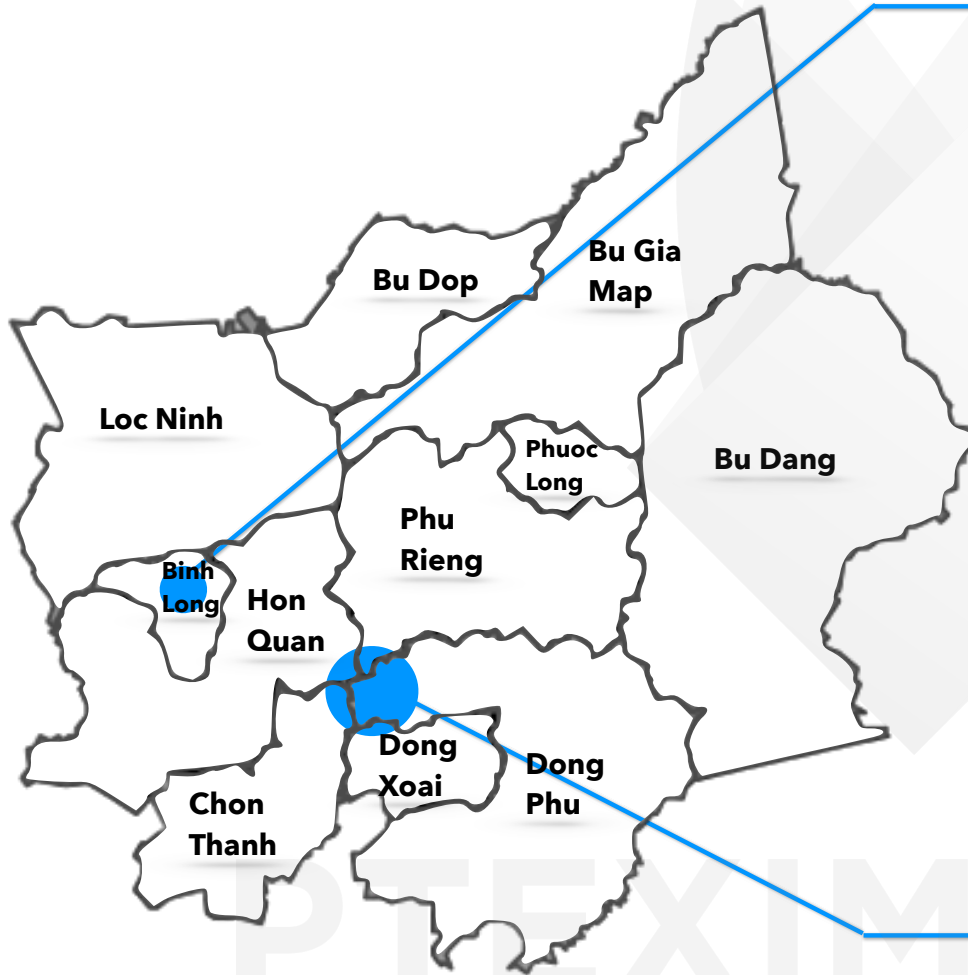 Bu Gia
Map
Bu Dop
Loc Ninh
Phuoc
Long
Bu Dang
Phu
Rieng
Binh
Long
Hon
Quan
Dong
Xoai
Dong
Phu
Chon
Thanh
PTEXIM